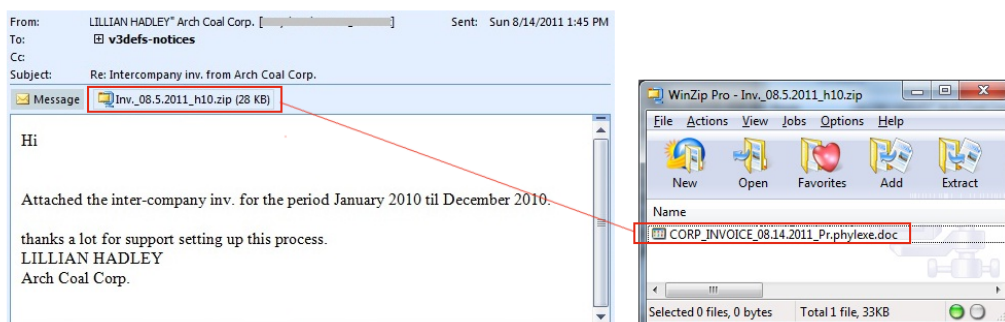 From: LILLIAN HADLEY" Arch Coal Corp. [ ] Sent: Sun 8/14/2011 1:45 PM
To: v3defs-notices
Cc:
Subject: Re: Intercompany inv. from Arch Coal Corp.
Message Inv._08.5.2011_h10.zip (28 KB)
Hi
Attached the inter-company inv. for the period January 2010 til December 2010.
thanks a lot for support setting up this process.
LILLIAN HADLEY
Arch Coal Corp.
WinZip Pro - Inv._08.5.2011_h10.zip
File Actions View Jobs Options Help
New Open Favorites Add Extract
Name
CORP_INVOICE_08.14.2011_Pr.phylexe.doc
Selected 0 files, 0 bytes Total 1 file, 33KB